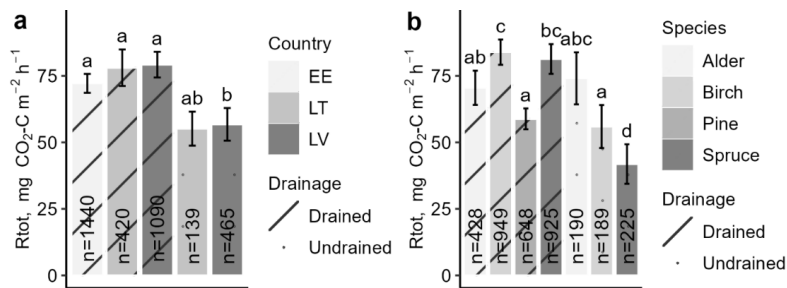 a
Rtot, mg CO₂-C m⁻² h⁻¹
75
50
25
0
a
a
a
ab
b
n=1440
n=420
n=1090
n=139
n=465
Country
EE
LT
LV
Drainage
Drained
Undrained
b
Rtot, mg CO₂-C m⁻² h⁻¹
75
50
25
0
ab
c
a
bc
abc
a
d
n=428
n=949
n=648
n=925
n=190
n=189
n=225
Species
Alder
Birch
Pine
Spruce
Drainage
Drained
Undrained